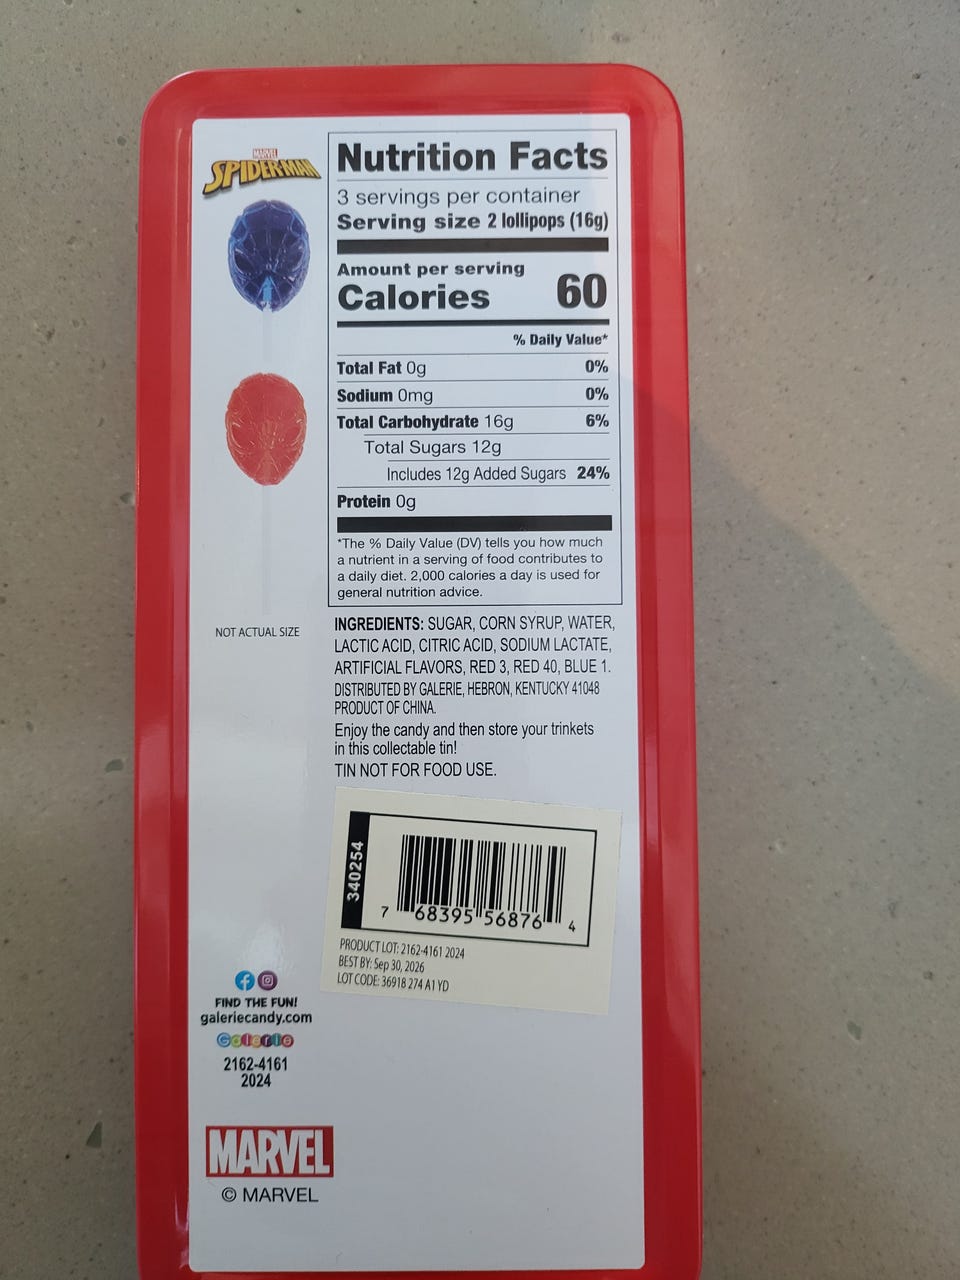 MARVEL
SPIDER-MAN
Nutrition Facts
3 servings per container
Serving size 2 lollipops (16g)
Amount per serving
Calories 60
% Daily Value*
Total Fat 0g 0%
Sodium 0mg 0%
Total Carbohydrate 16g 6%
Total Sugars 12g
Includes 12g Added Sugars 24%
Protein 0g
*The % Daily Value (DV) tells you how much
a nutrient in a serving of food contributes to
a daily diet. 2,000 calories a day is used for
general nutrition advice.
NOT ACTUAL SIZE
INGREDIENTS: SUGAR, CORN SYRUP, WATER,
LACTIC ACID, CITRIC ACID, SODIUM LACTATE,
ARTIFICIAL FLAVORS, RED 3, RED 40, BLUE 1.
DISTRIBUTED BY GALERIE, HEBRON, KENTUCKY 41048
PRODUCT OF CHINA.
Enjoy the candy and then store your trinkets
in this collectable tin!
TIN NOT FOR FOOD USE.
340254
7 68395 56876 4
PRODUCT LOT: 2162-4161 2024
BEST BY: Sep 30, 2026
LOT CODE: 36918 274 A1 YD
FIND THE FUN!
galeriecandy.com
Galerie
2162-4161
2024
MARVEL
© MARVEL